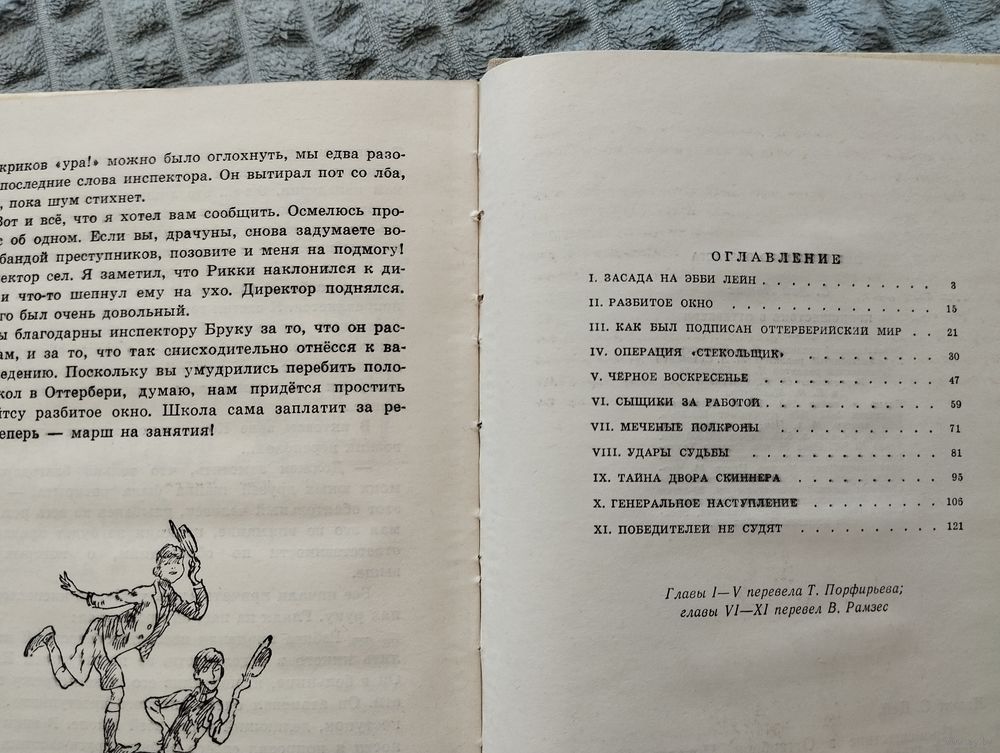 криков «ура!» можно было оглохнуть, мы едва разо-
последние слова инспектора. Он вытирал пот со лба,
, пока шум стихнет.
Вот и всё, что я хотел вам сообщить. Осмелюсь про-
с об одном. Если вы, драчуны, снова задумаете во-
бандой преступников, позовите и меня на подмогу!
ектор сел. Я заметил, что Рикки наклонился к ди-
и что-то шепнул ему на ухо. Директор поднялся.
го был очень довольный.
ы благодарны инспектору Бруку за то, что он рас-
ам, и за то, что так снисходительно отнёсся к ва-
едению. Поскольку вы умудрились перебить поло-
кол в Оттербери, думаю, нам придётся простить
йтсу разбитое окно. Школа сама заплатит за ре-
еперь — марш на занятия!
ОГЛАВЛЕНИЕ
I. ЗАСАДА НА ЭББИ ЛЕЙН . . . . . . . . . . . 3
II. РАЗБИТОЕ ОКНО . . . . . . . . . . . . . 15
III. КАК БЫЛ ПОДПИСАН ОТТЕРБЕРИЙСКИЙ МИР . . 21
IV. ОПЕРАЦИЯ «СТЕКОЛЬЩИК» . . . . . . . . 30
V. ЧЁРНОЕ ВОСКРЕСЕНЬЕ . . . . . . . . . . . 47
VI. СЫЩИКИ ЗА РАБОТОЙ . . . . . . . . . . . 59
VII. МЕЧЕНЫЕ ПОЛКРОНЫ . . . . . . . . . . 71
VIII. УДАРЫ СУДЬБЫ . . . . . . . . . . . . 81
IX. ТАЙНА ДВОРА СКИННЕРА . . . . . . . . . 95
X. ГЕНЕРАЛЬНОЕ НАСТУПЛЕНИЕ . . . . . . . . 106
XI. ПОБЕДИТЕЛЕЙ НЕ СУДЯТ . . . . . . . . . 121
Главы I—V перевела Т. Порфирьева;
главы VI—XI перевел В. Рамзес